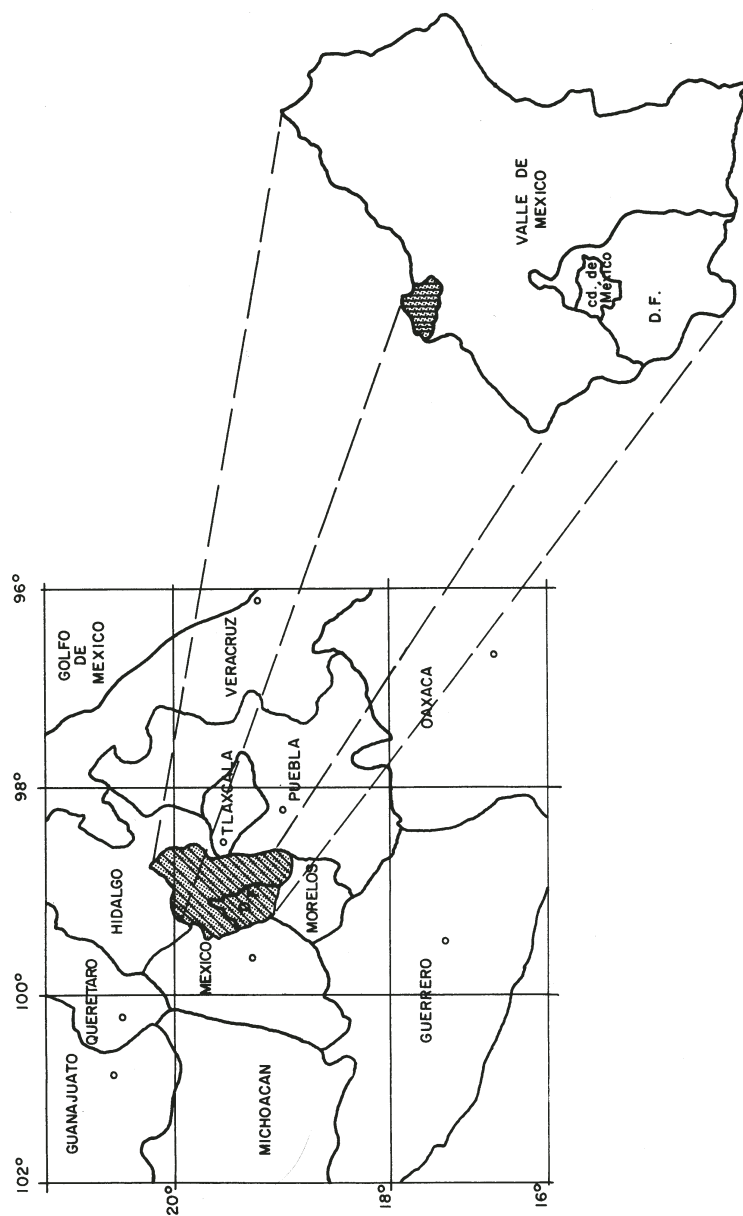 102°
100°
98°
96°
20°
18°
16°
GOLFO
DE
MEXICO
GUANAJUATO
QUERETARO
HIDALGO
VERACRUZ
TLAXCALA
PUEBLA
MICHOACAN
MEXICO
D.F.
MORELOS
GUERRERO
OAXACA
VALLE DE
MEXICO
cd. de
Mexico
D.F.